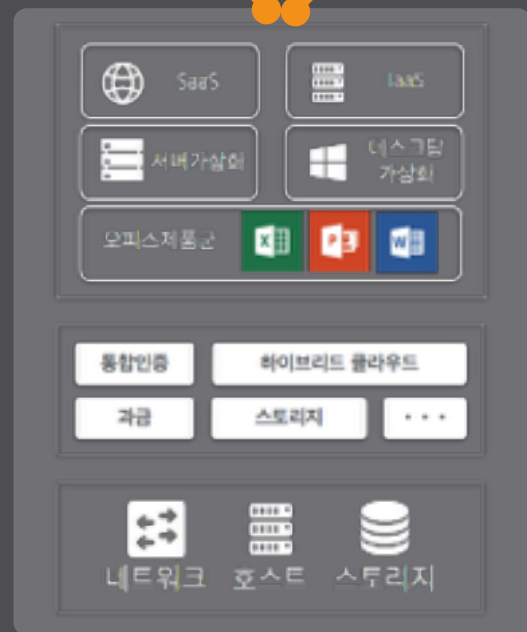 SaaS
IaaS
서버가상화
데스크탑
가상화
오피스제품군
통합인증
하이브리드 클라우드
과금
스토리지
• • •
네트워크
호스트
스토리지